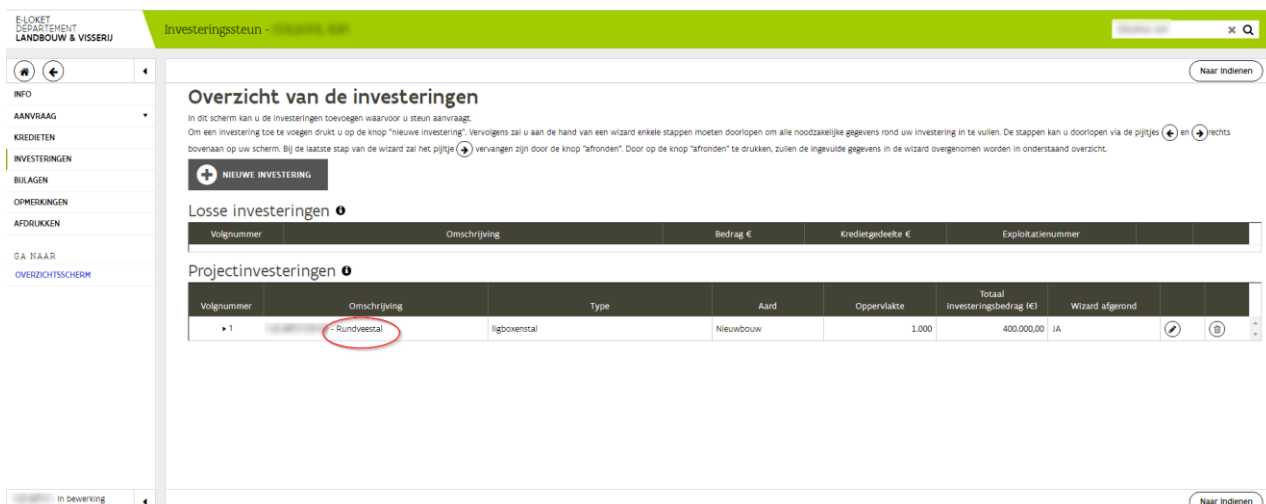 E-LOKET
DEPARTEMENT
LANDBOUW & VISSERIJ
Investeringssteun -
Naar Indienen
INFO
AANVRAAG
KREDIETEN
INVESTERINGEN
BIJLAGEN
OPMERKINGEN
AFDRUKKEN
GA NAAR
OVERZICHTSSCHERM
Overzicht van de investeringen
In dit scherm kan u de investeringen toevoegen waarvoor u steun aanvraagt.
Om een investering toe te voegen drukt u op de knop "nieuwe investering". Vervolgens zal u aan de hand van een wizard enkele stappen moeten doorlopen om alle noodzakelijke gegevens rond uw investering in te vullen. De stappen kan u doorlopen via de pijltjes en rechts
bovenaan op uw scherm. Bij de laatste stap van de wizard zal het pijltje vervangen zijn door de knop "afronden". Door op de knop "afronden" te drukken, zullen de ingevulde gegevens in de wizard overgenomen worden in onderstaand overzicht.
NIEUWE INVESTERING
Losse investeringen
Volgnummer Omschrijving Bedrag € Kredietgedeelte € Exploitatienummer
Projectinvesteringen
Volgnummer Omschrijving Type Aard Oppervlakte Totaal investeringsbedrag (€) Wizard afgerond
1 - Rundveestal ligboxenstal Nieuwbouw 1.000 400.000,00 JA
In bewerking
Naar Indienen